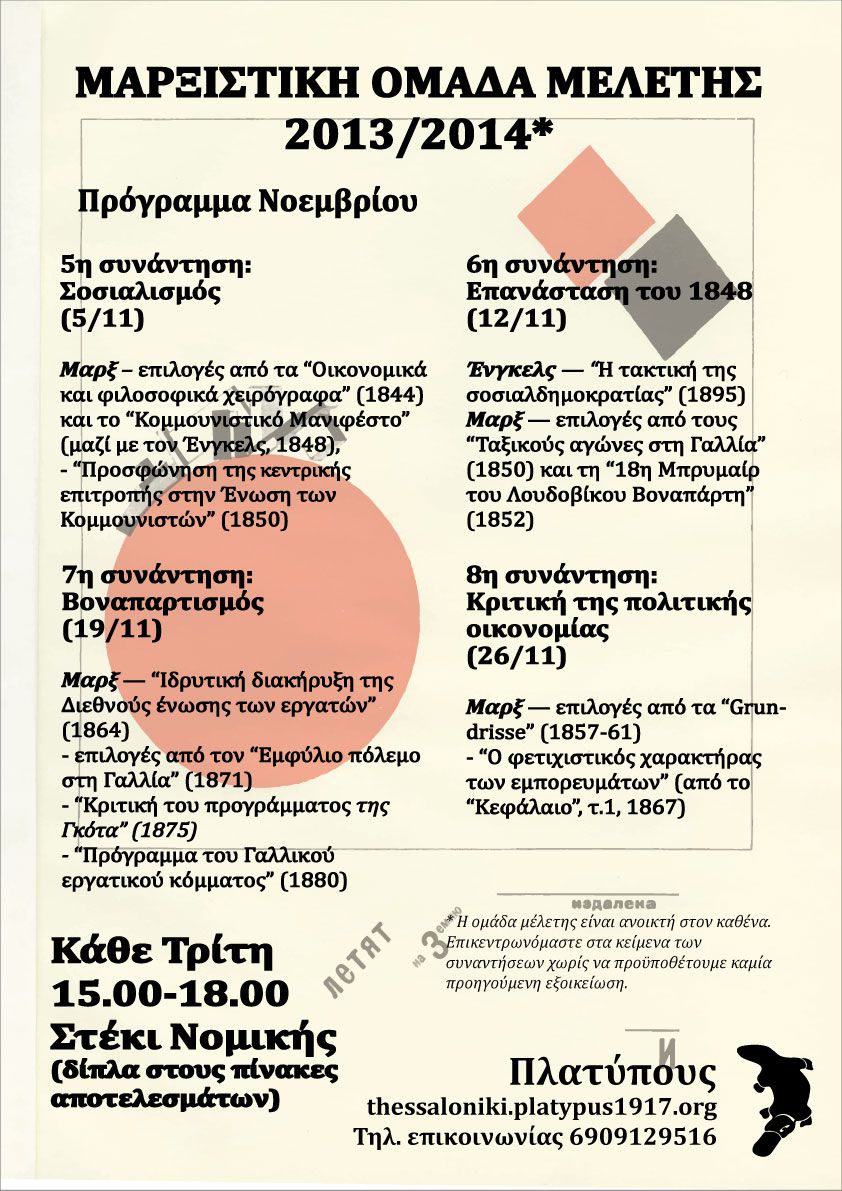 ΜΑΡΞΙΣΤΙΚΗ ΟΜΑΔΑ ΜΕΛΕΤΗΣ
2013/2014*
Πρόγραμμα Νοεμβρίου
5η συνάντηση:
Σοσιαλισμός
(5/11)
Μαρξ – επιλογές από τα “Οικονομικά
και φιλοσοφικά χειρόγραφα” (1844)
και το “Κομμουνιστικό Μανιφέστο”
(μαζί με τον Ένγκελς, 1848),
- “Προσφώνηση της κεντρικής
επιτροπής στην Ένωση των
Κομμουνιστών” (1850)
6η συνάντηση:
Επανάσταση του 1848
(12/11)
Ένγκελς — “Η τακτική της
σοσιαλδημοκρατίας” (1895)
Μαρξ — επιλογές από τους
“Ταξικούς αγώνες στη Γαλλία”
(1850) και τη “18η Μπρυμαίρ
του Λουδοβίκου Βοναπάρτη”
(1852)
7η συνάντηση:
Βοναπαρτισμός
(19/11)
Μαρξ — “Ιδρυτική διακήρυξη της
Διεθνούς ένωσης των εργατών”
(1864)
- επιλογές από τον “Εμφύλιο πόλεμο
στη Γαλλία” (1871)
- “Κριτική του προγράμματος της
Γκότα” (1875)
- “Πρόγραμμα του Γαλλικού
εργατικού κόμματος” (1880)
8η συνάντηση:
Κριτική της πολιτικής
οικονομίας
(26/11)
Μαρξ — επιλογές από τα “Grun-
drisse” (1857-61)
- “Ο φετιχιστικός χαρακτήρας
των εμπορευμάτων” (από το
“Κεφάλαιο”, τ.1, 1867)
издалена
* Η ομάδα μέλετης είναι ανοικτή στον καθένα.
Επικεντρωνόμαστε στα κείμενα των
συναντήσεων χωρίς να προϋποθέτουμε καμία
προηγούμενη εξοικείωση.
летят
на Землю
Κάθε Τρίτη
15.00-18.00
Στέκι Νομικής
(δίπλα στους πίνακες
αποτελεσμάτων)
И
Πλατύπους
thessaloniki.platypus1917.org
Τηλ. επικοινωνίας 6909129516